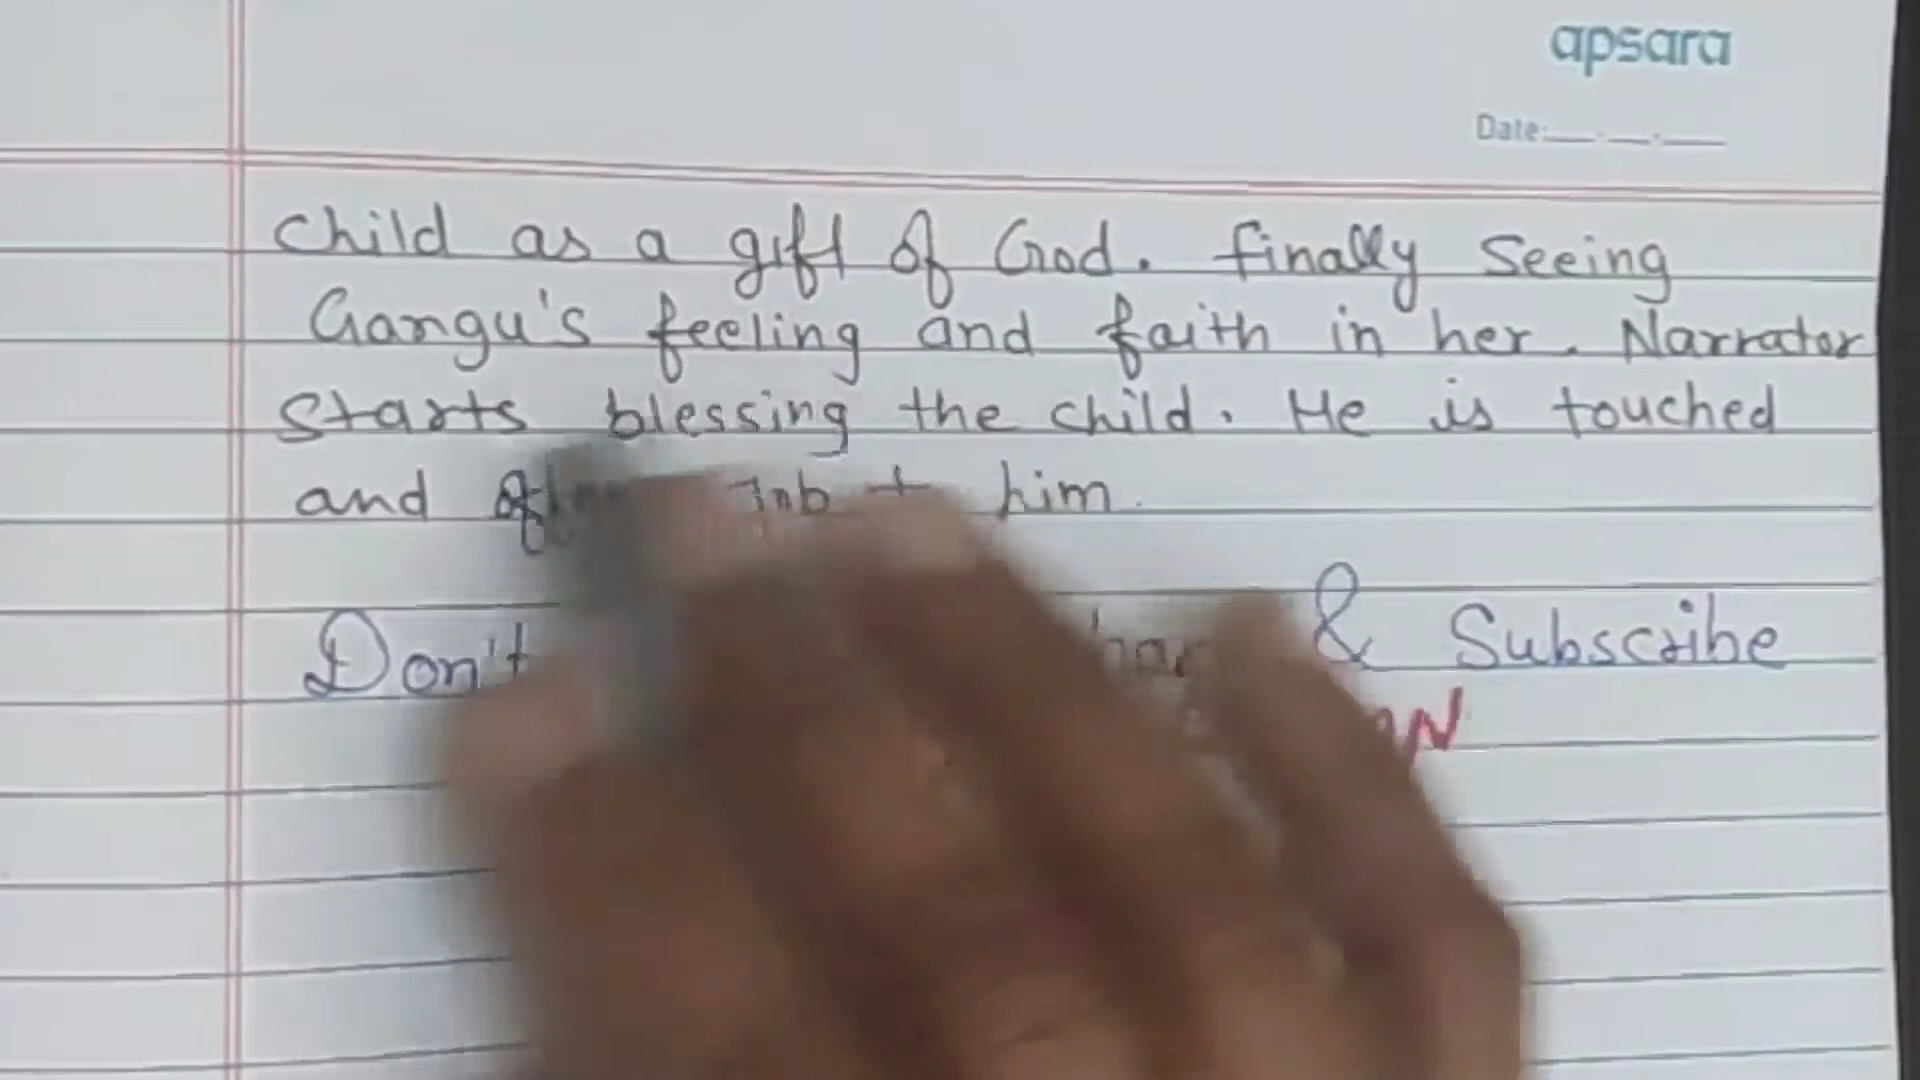 apsara
Date:
child as a gift of God. finally seeing
Gangu's feeling and faith in her. Narrator
starts blessing the child. He is touched
and job him.
Don't & Subscribe